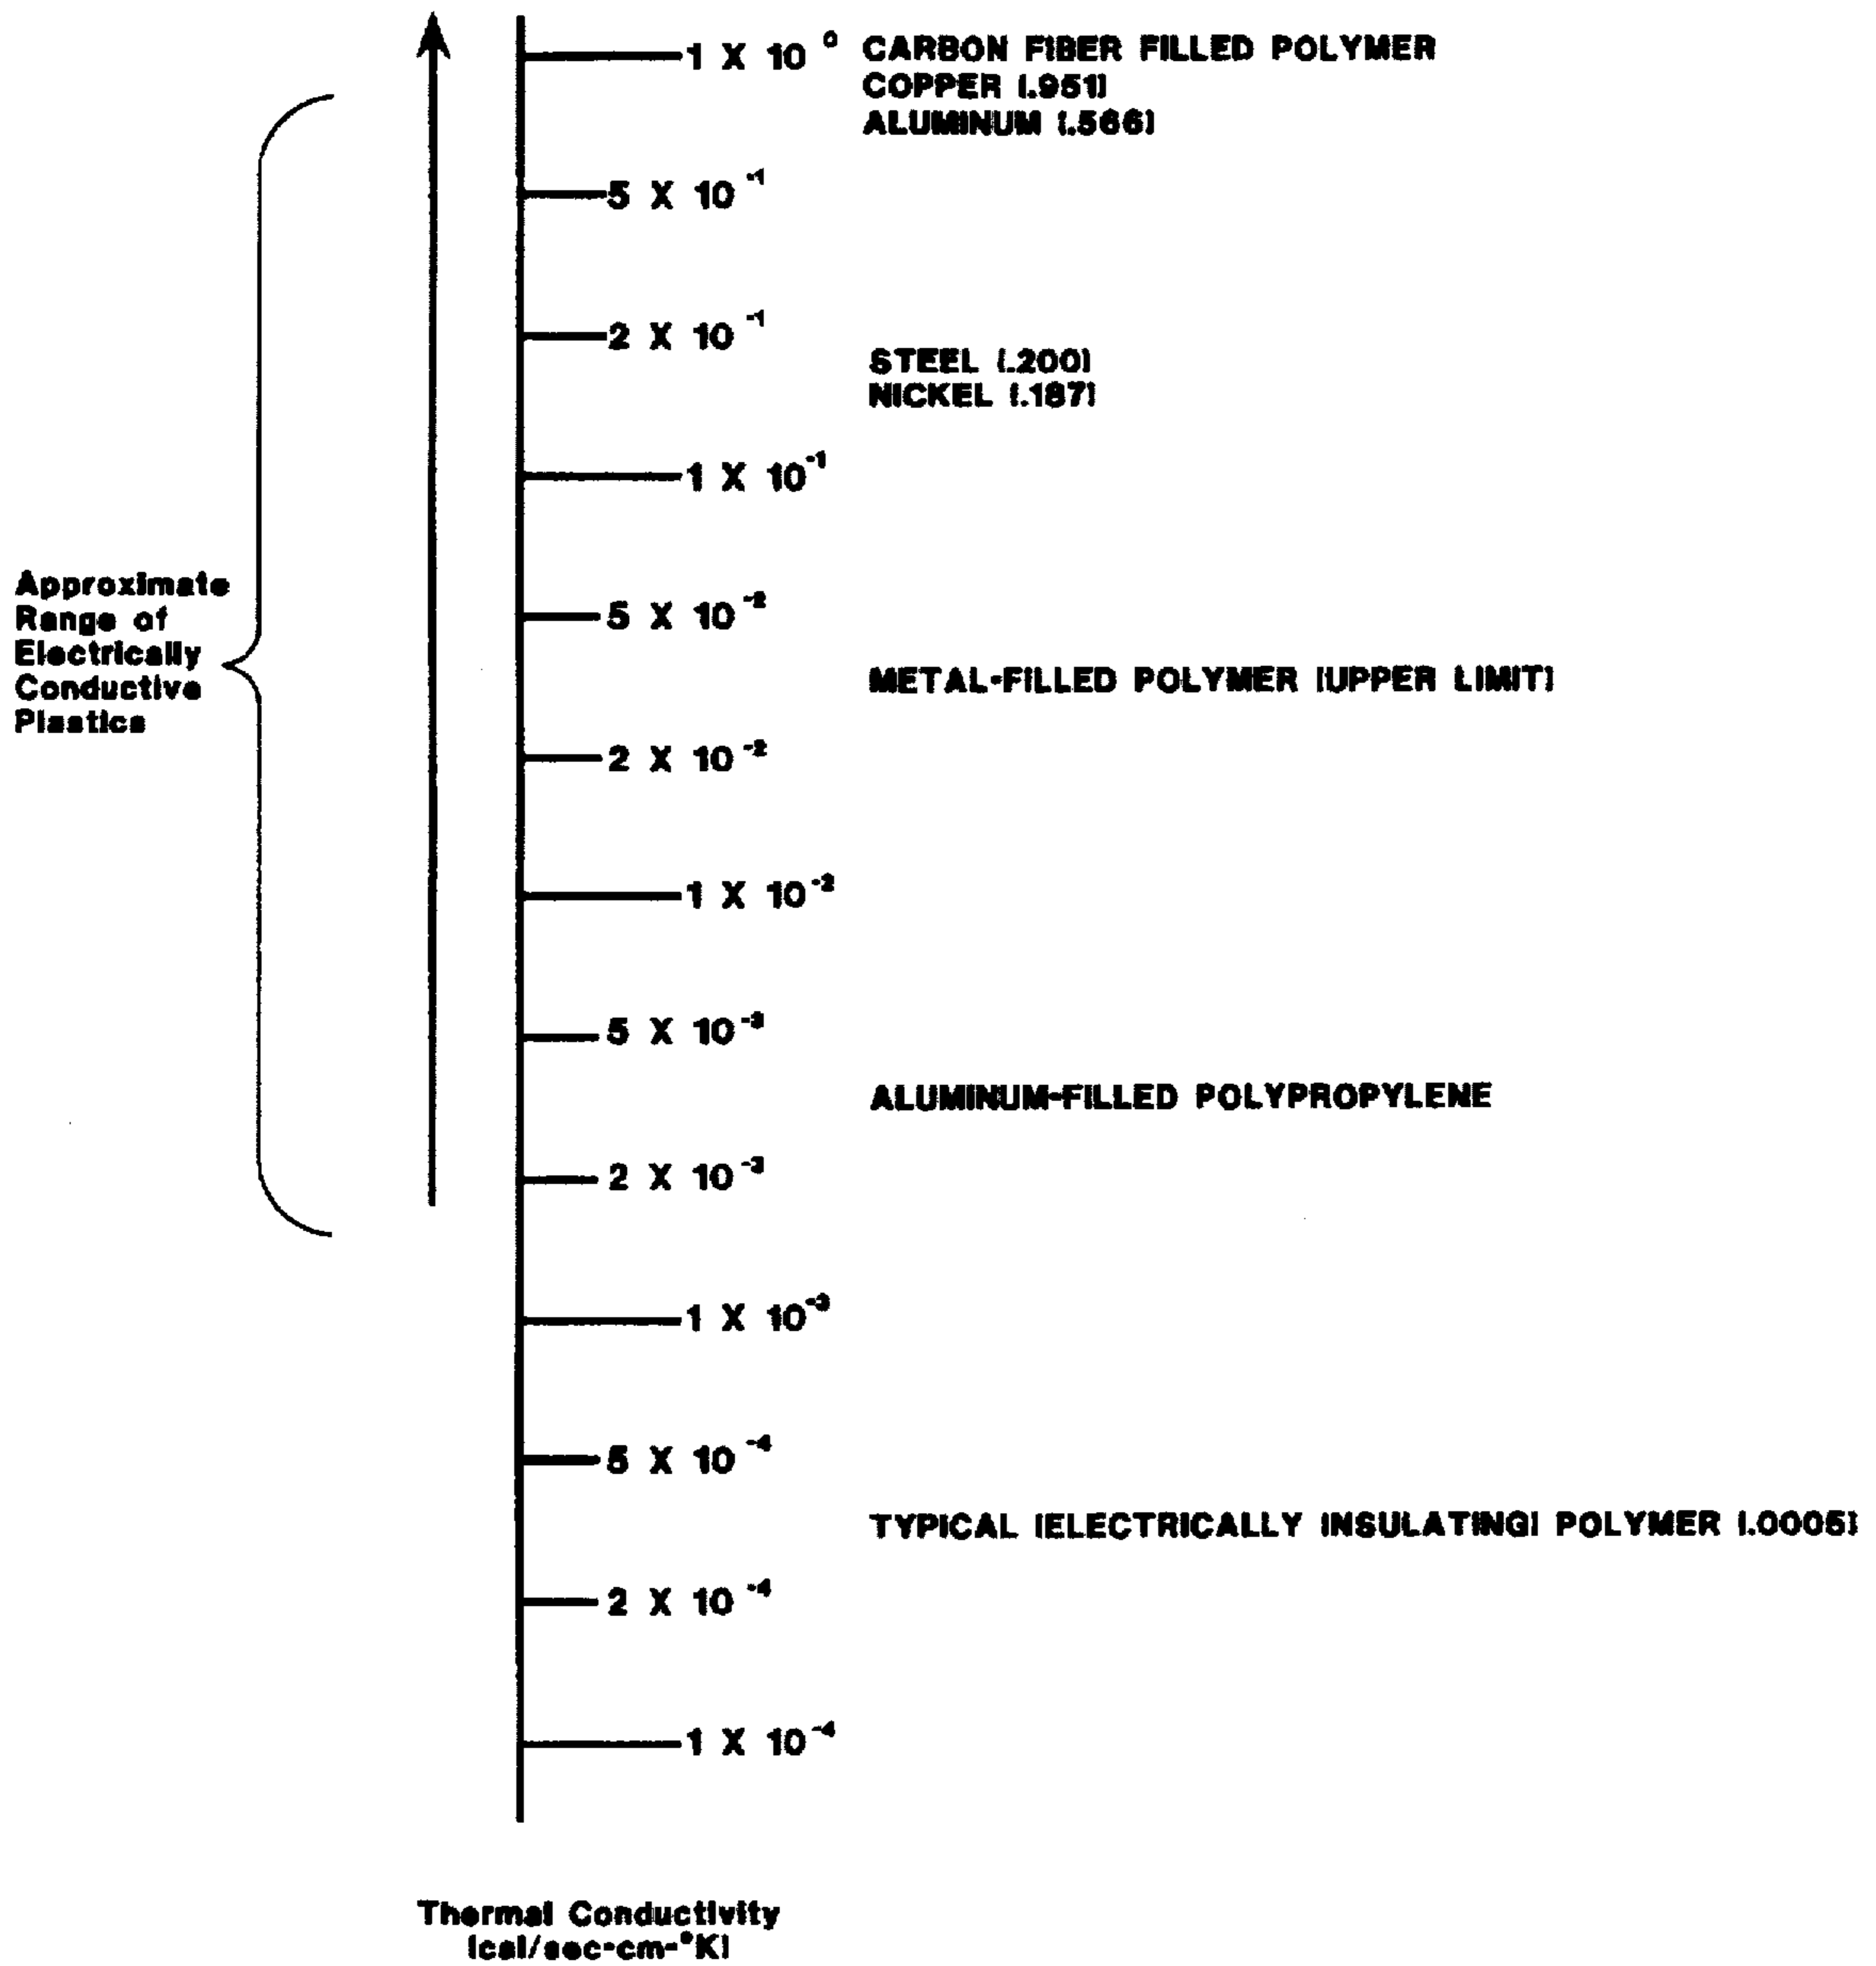 1 X 10⁰ CARBON FIBER FILLED POLYMER
COPPER [.951]
ALUMINUM [.566]
5 X 10⁻¹
2 X 10⁻¹
STEEL [.200]
NICKEL [.187]
1 X 10⁻¹
Approximate
Range of
Electrically
Conductive
Plastics
5 X 10⁻²
METAL-FILLED POLYMER [UPPER LIMIT]
2 X 10⁻²
1 X 10⁻²
5 X 10⁻³
ALUMINUM-FILLED POLYPROPYLENE
2 X 10⁻³
1 X 10⁻³
5 X 10⁻⁴
TYPICAL [ELECTRICALLY INSULATING] POLYMER [.0005]
2 X 10⁻⁴
1 X 10⁻⁴
Thermal Conductivity
[cal/sec-cm-°K]